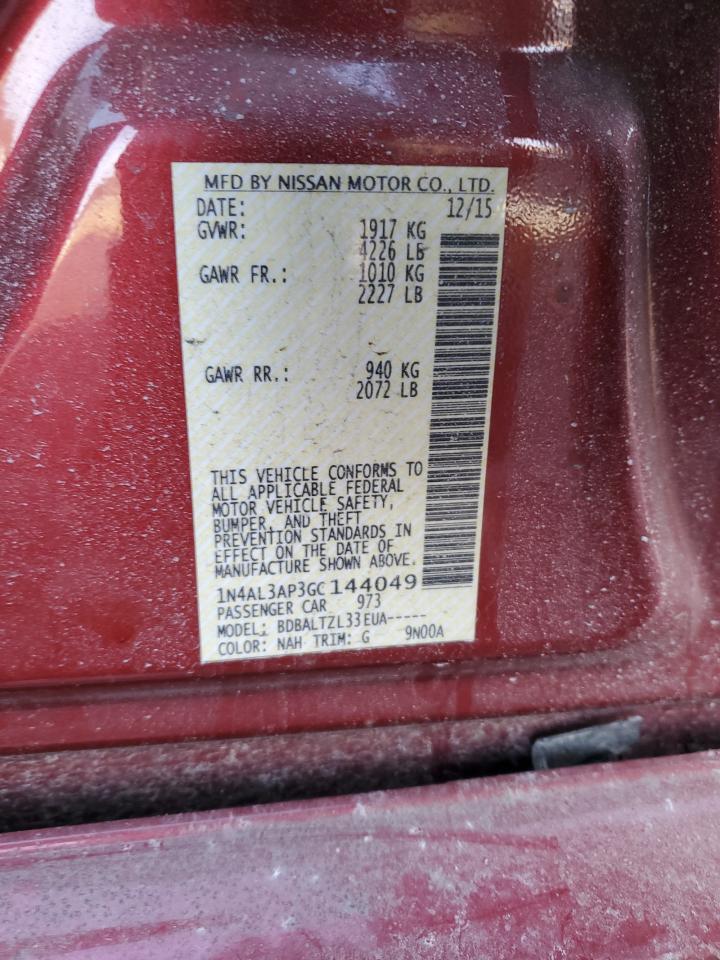 MFD BY NISSAN MOTOR CO., LTD.
DATE: 12/15
GVWR: 1917 KG
4226 LB
GAWR FR.: 1010 KG
2227 LB
GAWR RR.: 940 KG
2072 LB
THIS VEHICLE CONFORMS TO
ALL APPLICABLE FEDERAL
MOTOR VEHICLE SAFETY,
BUMPER, AND THEFT
PREVENTION STANDARDS IN
EFFECT ON THE DATE OF
MANUFACTURE SHOWN ABOVE.
1N4AL3AP3GC144049
PASSENGER CAR 973
MODEL: BDBALTZL33EUA-----
COLOR: NAH TRIM: G 9N00A